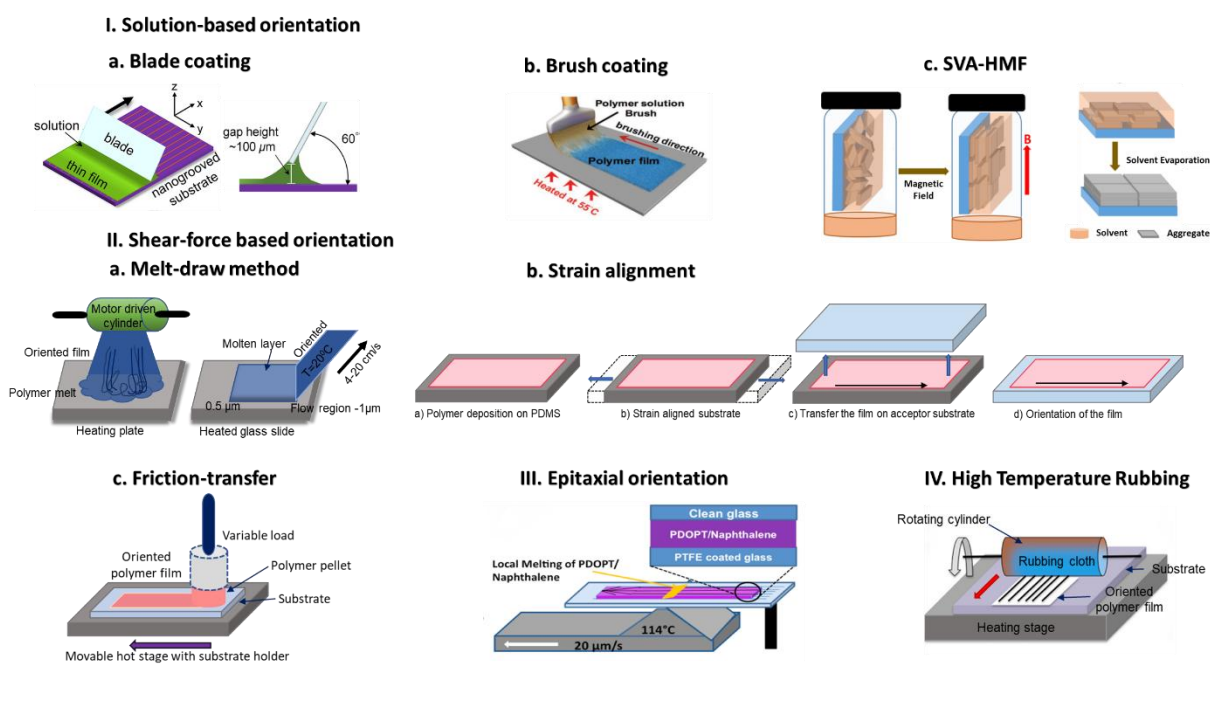 I. Solution-based orientation
a. Blade coating
z
x
y
solution
blade
thin film
nanogrooved
substrate
gap height
~100 µm
60°
b. Brush coating
Polymer solution
Brush
brushing direction
Polymer film
Heated at 55°C
c. SVA-HMF
Magnetic
Field
B
Solvent Evaporation
Solvent
Aggregate
II. Shear-force based orientation
a. Melt-draw method
Motor driven
cylinder
Oriented film
Polymer melt
Heating plate
Molten layer
Oriented
T=20°C
4-20 cm/s
0.5 µm
Flow region -1µm
Heated glass slide
b. Strain alignment
a) Polymer deposition on PDMS
b) Strain aligned substrate
c) Transfer the film on acceptor substrate
d) Orientation of the film
c. Friction-transfer
Variable load
Oriented
polymer film
Polymer pellet
Substrate
Movable hot stage with substrate holder
III. Epitaxial orientation
Clean glass
PDOPT/Naphthalene
PTFE coated glass
Local Melting of PDOPT/
Naphthalene
114°C
20 µm/s
IV. High Temperature Rubbing
Rotating cylinder
Rubbing cloth
Substrate
Oriented
polymer film
Heating stage